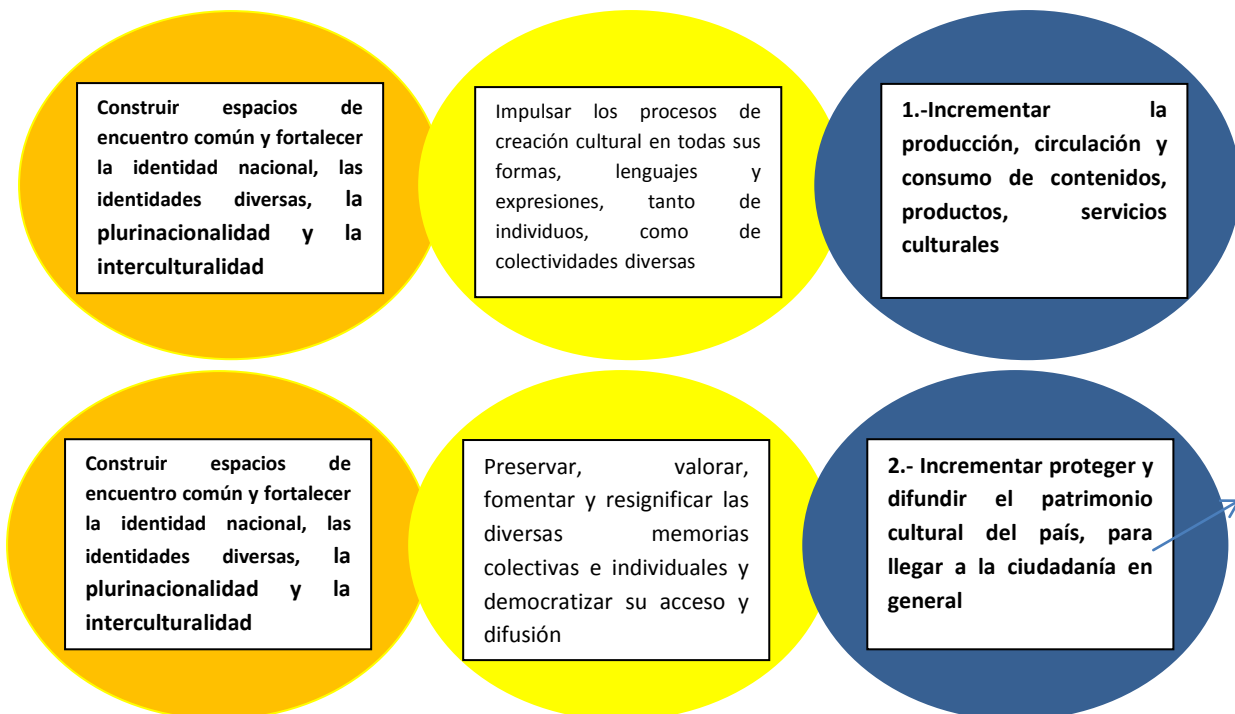 Construir espacios de
encuentro común y fortalecer
la identidad nacional, las
identidades diversas, la
plurinacionalidad y la
interculturalidad
Impulsar los procesos de
creación cultural en todas sus
formas, lenguajes y
expresiones, tanto de
individuos, como de
colectividades diversas
1.-Incrementar la
producción, circulación y
consumo de contenidos,
productos, servicios
culturales
Construir espacios de
encuentro común y fortalecer
la identidad nacional, las
identidades diversas, la
plurinacionalidad y la
interculturalidad
Preservar, valorar,
fomentar y resignificar las
diversas memorias
colectivas e individuales y
democratizar su acceso y
difusión
2.- Incrementar proteger y
difundir el patrimonio
cultural del país, para
llegar a la ciudadanía en
general